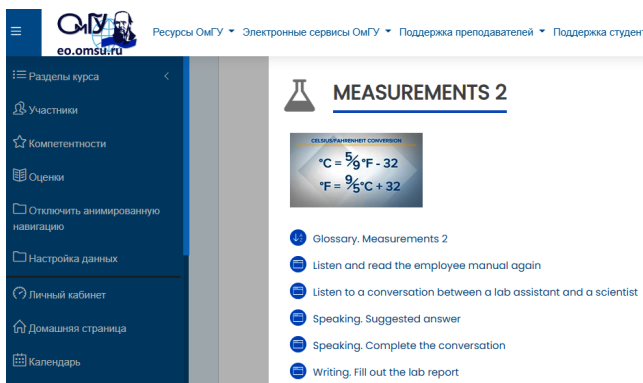 ОмГУ
eo.omsu.ru
Ресурсы ОмГУ Электронные сервисы ОмГУ Поддержка преподавателей Поддержка студент
Разделы курса
Участники
Компетентности
Оценки
Отключить анимированную
навигацию
Настройка данных
Личный кабинет
Домашняя страница
Календарь
MEASUREMENTS 2
CELSIUS/FAHRENHEIT CONVERSION
°C = 5/9 °F - 32
°F = 9/5 °C + 32
Glossary. Measurements 2
Listen and read the employee manual again
Listen to a conversation between a lab assistant and a scientist
Speaking. Suggested answer
Speaking. Complete the conversation
Writing. Fill out the lab report